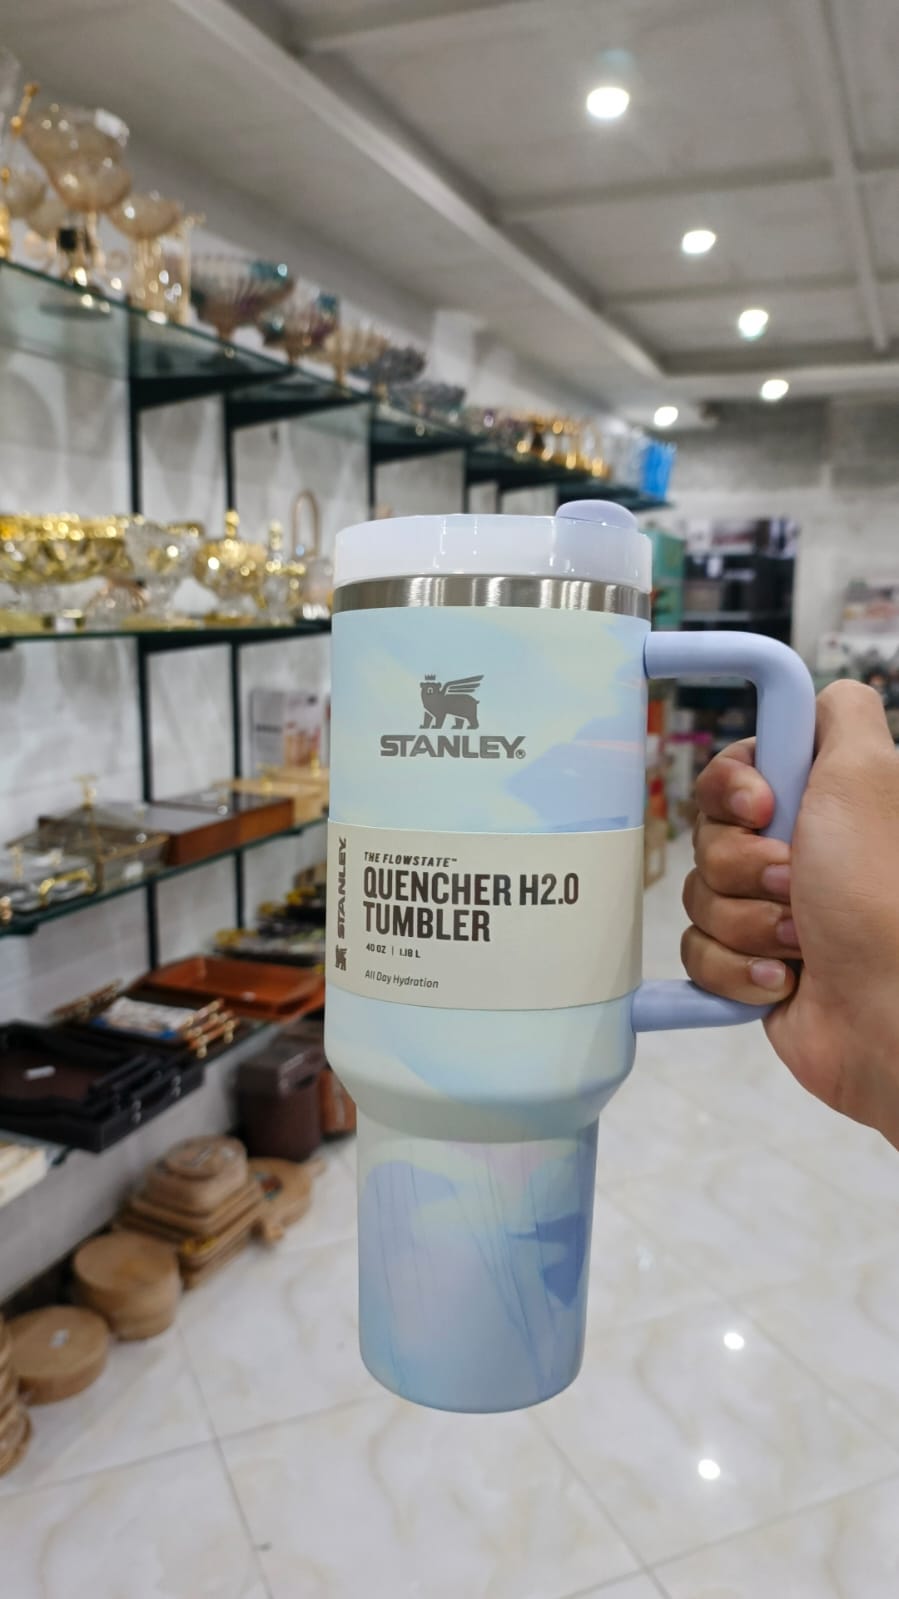 STANLEY®
STANLEY
THE FLOWSTATE™
QUENCHER H2.0
TUMBLER
40 OZ | 1.18 L
All Day Hydration